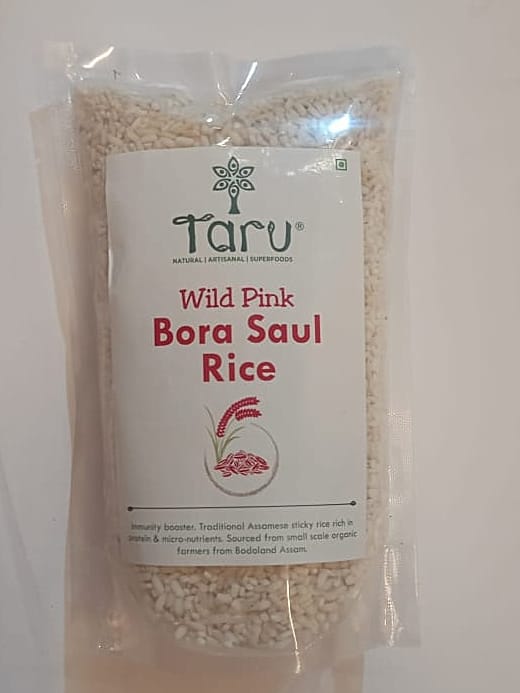 Taru®
NATURAL | ARTISANAL | SUPERFOODS
Wild Pink
Bora Saul
Rice
Immunity booster. Traditional Assamese sticky rice rich in
protein & micro-nutrients. Sourced from small scale organic
farmers from Bodoland Assam.